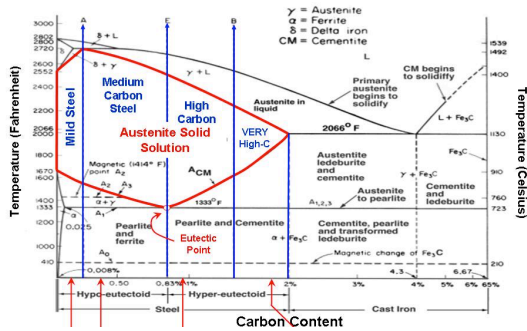 γ = Austenite
α = Ferrite
δ = Delta iron
CM = Cementite
Temperature (Fahrenheit)
3000
2802
2800
2720
2600
2552
2400
2200
2066
2000
1800
1670
1600
1400
1333
1200
1000
800
600
400
410
200
A
E
B
δ + L
δ
δ + γ
Medium
Carbon
Steel
Mild Steel
γ + L
High
Carbon
Austenite in
liquid
VERY
High-C
Austenite Solid
Solution
L
Primary
austenite
begins to
solidify
CM begins
to solidify
L + Fe₃C
2066° F
Magnetic (1414° F)
point A₂
A₂
A₃
α + γ
α
A₁
0.025
A CM
1333° F
Austenite
ledeburite
and
cementite
γ + Fe₃C
Fe₃C
Cementite
and
ledeburite
Austenite
to pearlite
A₁,₂,₃
Pearlite
and
ferrite
Eutectic
Point
Pearlite and Cementite
α + Fe₃C
Cementite, pearlite
and transformed
ledeburite
A₀
Magnetic change of Fe₃C
0.008%
4.3
6.67
1539
1492
1130
910
760
723
210
Temperature (Celsius)
0.50
0.83%
1%
2%
3%
4%
5%
6%
65%
Hypo-eutectoid
Hyper-eutectoid
Steel
Cast Iron
Carbon Content